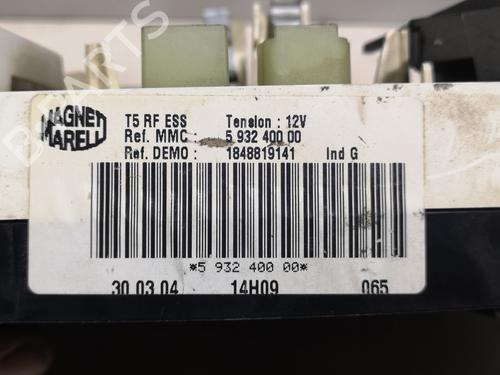 MAGNETI MARELLI
T5 RF ESS Tension : 12V
Ref. MMC : 5 932 400 00
Ref. DEMO : 1848819141 Ind G
*5 932 400 00*
30.03.04 14H09 065